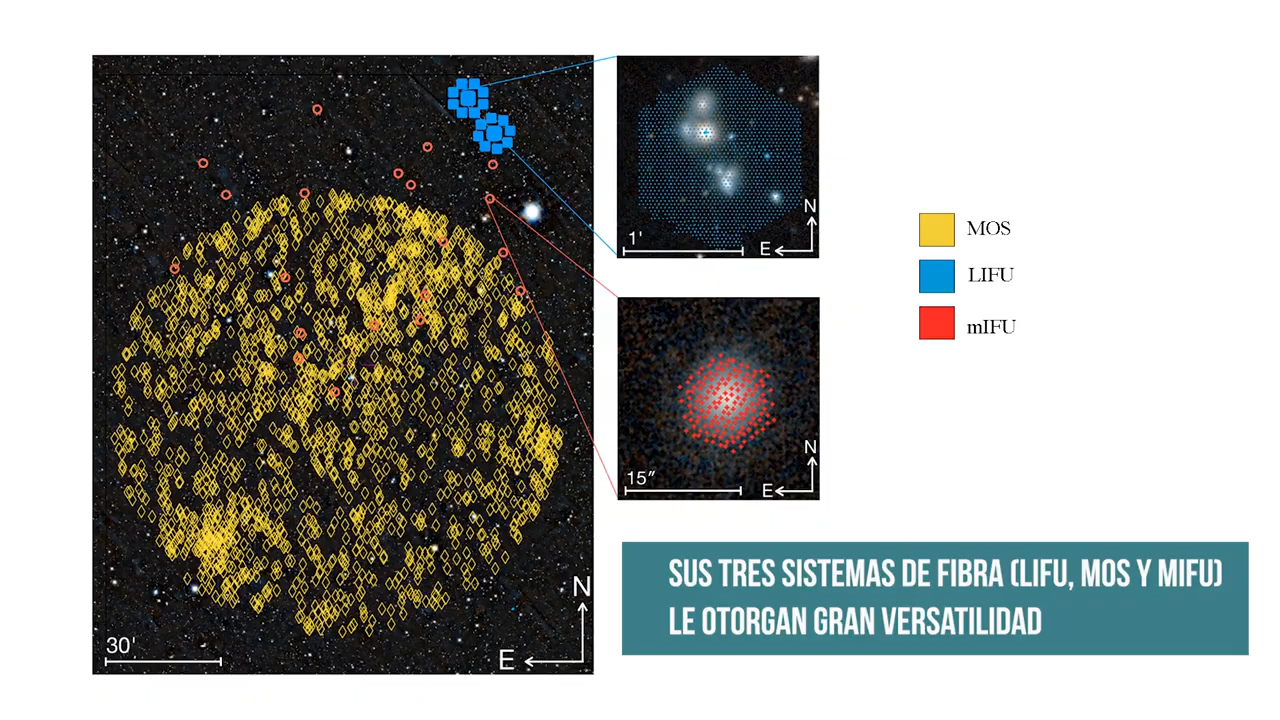 N
30'
E
1'
E
N
15″
E
N
MOS
LIFU
mIFU
SUS TRES SISTEMAS DE FIBRA (LIFU, MOS Y MIFU)
LE OTORGAN GRAN VERSATILIDAD